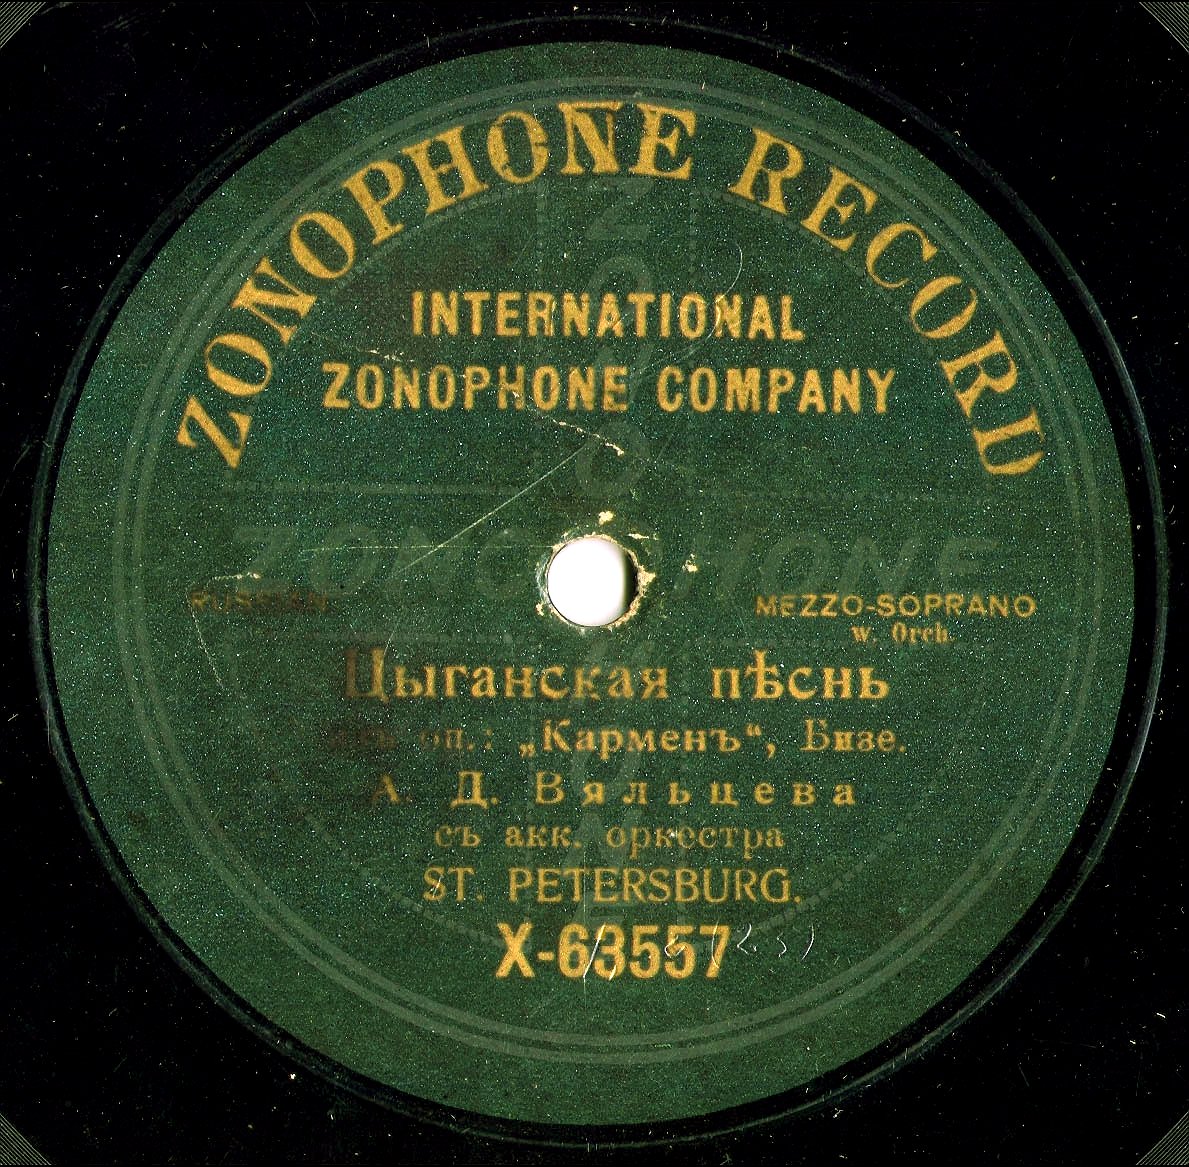 ZONOPHONE RECORD
INTERNATIONAL
ZONOPHONE COMPANY
ZONOPHONE
RUSSIAN. MEZZO-SOPRANO
w. Orch.
Цыганская пѣснь
оп.: „Карменъ“, Бизе.
А. Д. Вяльцева
съ акк. оркестра
ST. PETERSBURG.
X-63557